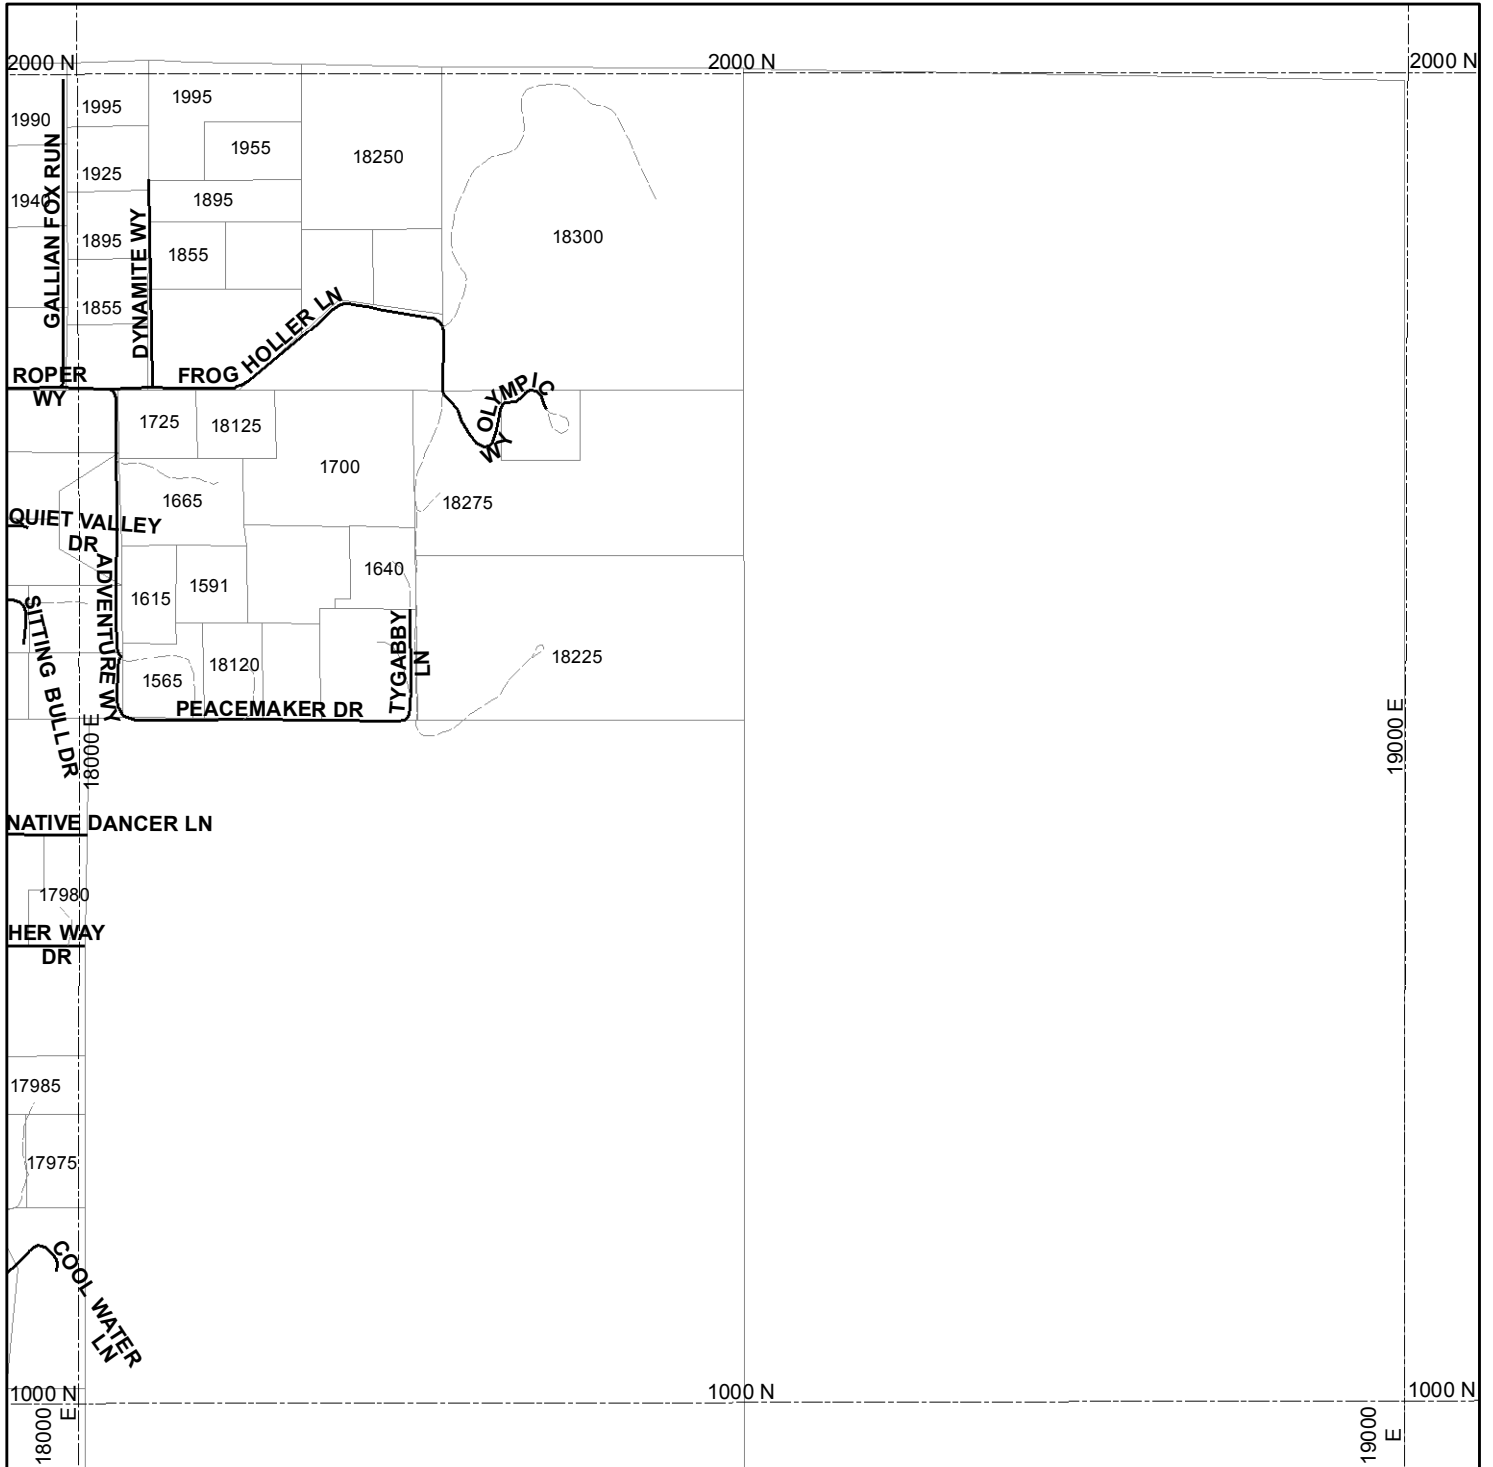 2000 N
2000 N
2000 N
1990
1995
1995
1955
18250
1925
1940
1895
18300
1895
1855
1855
GALLIAN FOX RUN
DYNAMITE WY
FROG HOLLER LN
ROPER
WY
OLYMPIC
WY
1725
18125
1700
1665
18275
QUIET VALLEY
DR
ADVENTURE WY
1615
1591
1640
SITTING BULL DR
18120
1565
TYGABBY
LN
18225
PEACEMAKER DR
18000 E
19000 E
NATIVE DANCER LN
17980
HER WAY
DR
17985
17975
COOL WATER
LN
1000 N
1000 N
1000 N
18000
E
19000
E